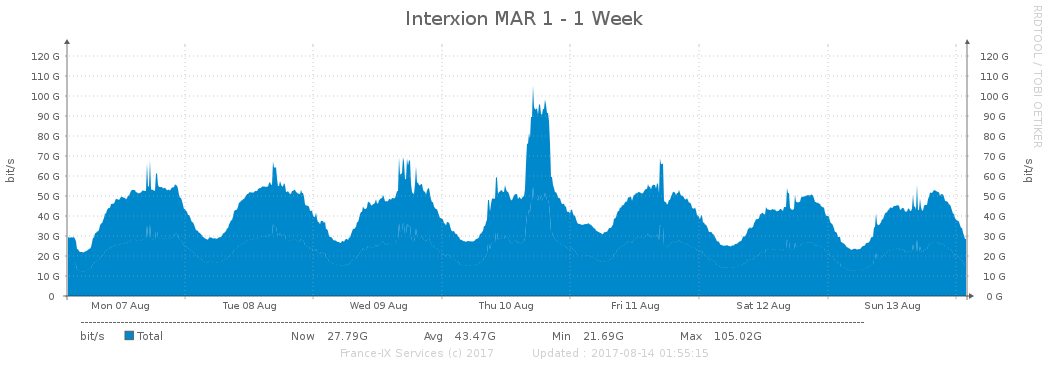 Interxion MAR 1 - 1 Week
RRDTOOL / TOBI OETIKER
bit/s
bit/s
120 G 120 G
110 G 110 G
100 G 100 G
90 G 90 G
80 G 80 G
70 G 70 G
60 G 60 G
50 G 50 G
40 G 40 G
30 G 30 G
20 G 20 G
10 G 10 G
0 0 G
Mon 07 Aug Tue 08 Aug Wed 09 Aug Thu 10 Aug Fri 11 Aug Sat 12 Aug Sun 13 Aug
bit/s Total Now 27.79G Avg 43.47G Min 21.69G Max 105.02G
France-IX Services (c) 2017 Updated : 2017-08-14 01:55:15